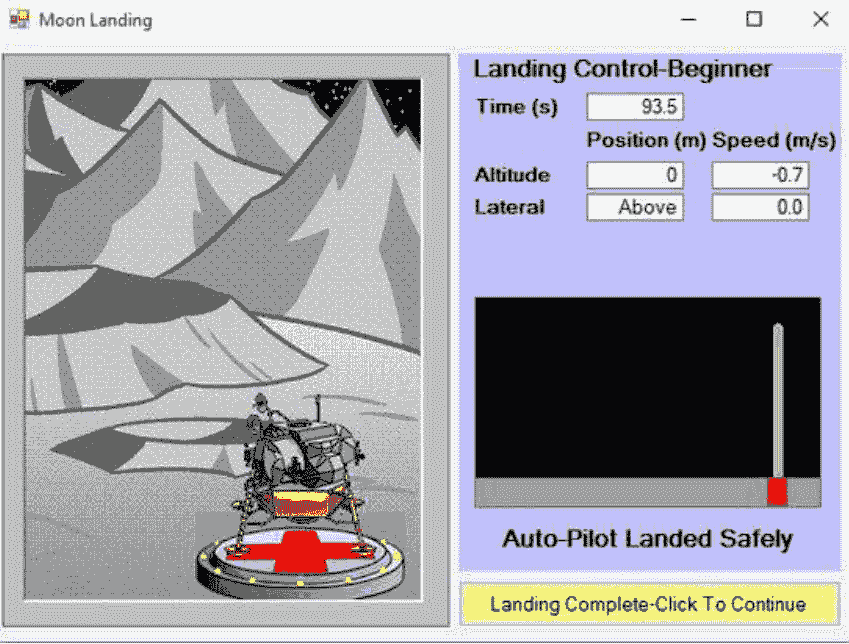 Moon Landing
Landing Control-Beginner
Time (s) 93.5
Position (m) Speed (m/s)
Altitude 0 -0.7
Lateral Above 0.0
Auto-Pilot Landed Safely
Landing Complete-Click To Continue